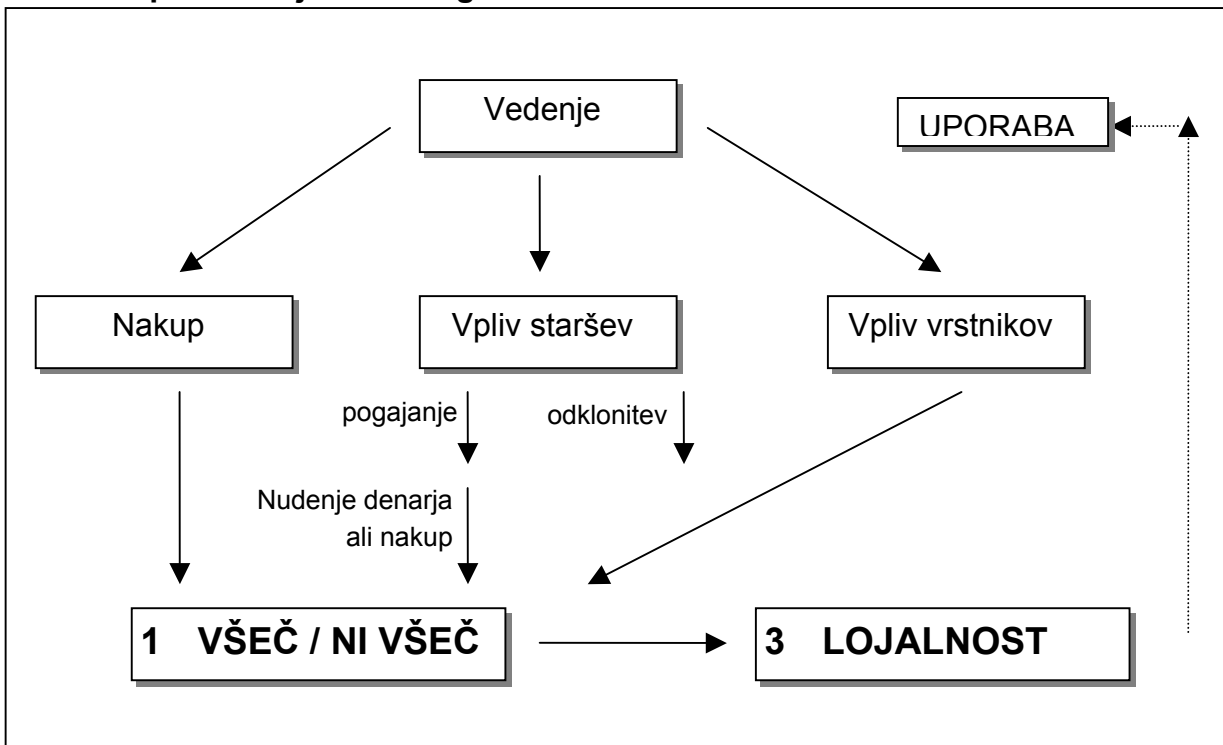 Vedenje
UPORABA
Nakup
Vpliv staršev
Vpliv vrstnikov
pogajanje
odklonitev
Nudenje denarja
ali nakup
1 VŠEČ / NI VŠEČ
3 LOJALNOST